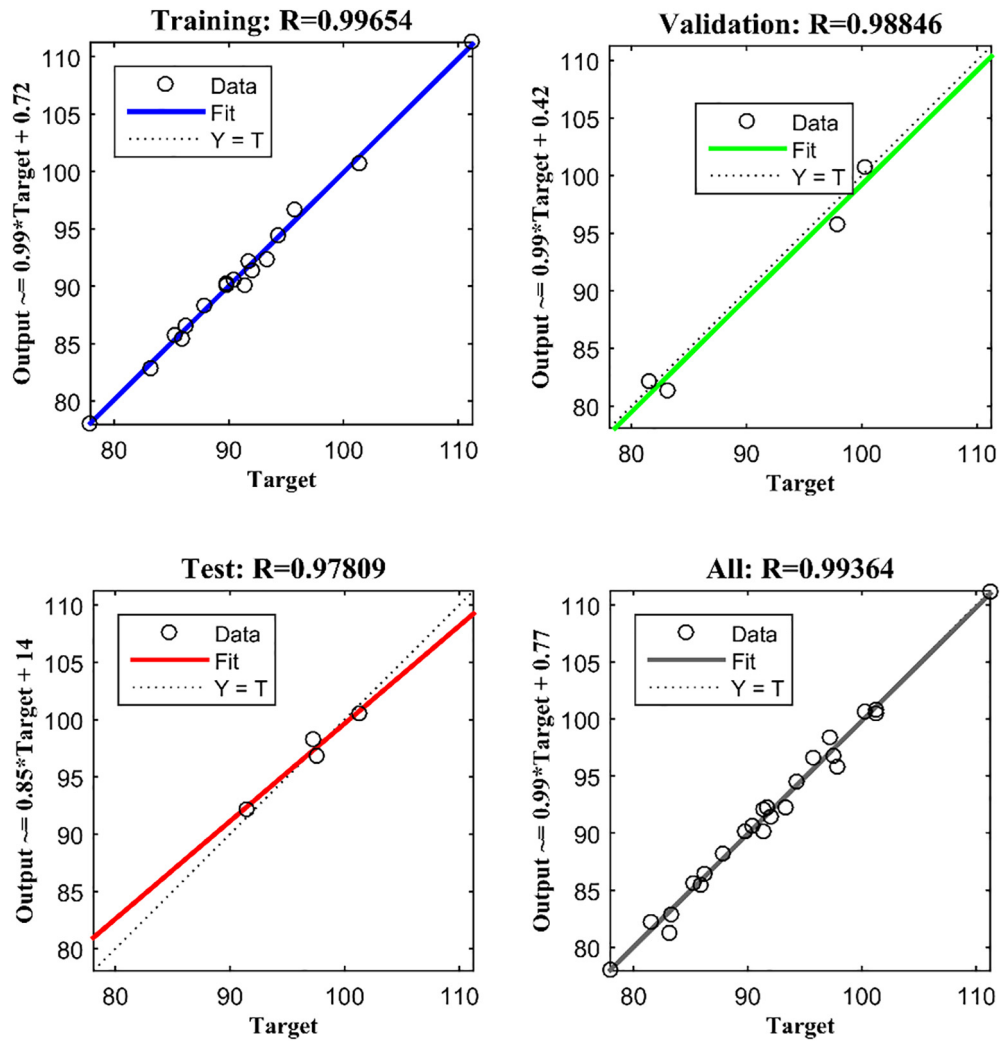 Training: R=0.99654
Output ~= 0.99*Target + 0.72
110
105
100
95
90
85
80
Data
Fit
Y = T
80
90
100
110
Target
Validation: R=0.98846
Output ~= 0.99*Target + 0.42
110
105
100
95
90
85
80
Data
Fit
Y = T
80
90
100
110
Target
Test: R=0.97809
Output ~= 0.85*Target + 14
110
105
100
95
90
85
80
Data
Fit
Y = T
80
90
100
110
Target
All: R=0.99364
Output ~= 0.99*Target + 0.77
110
105
100
95
90
85
80
Data
Fit
Y = T
80
90
100
110
Target